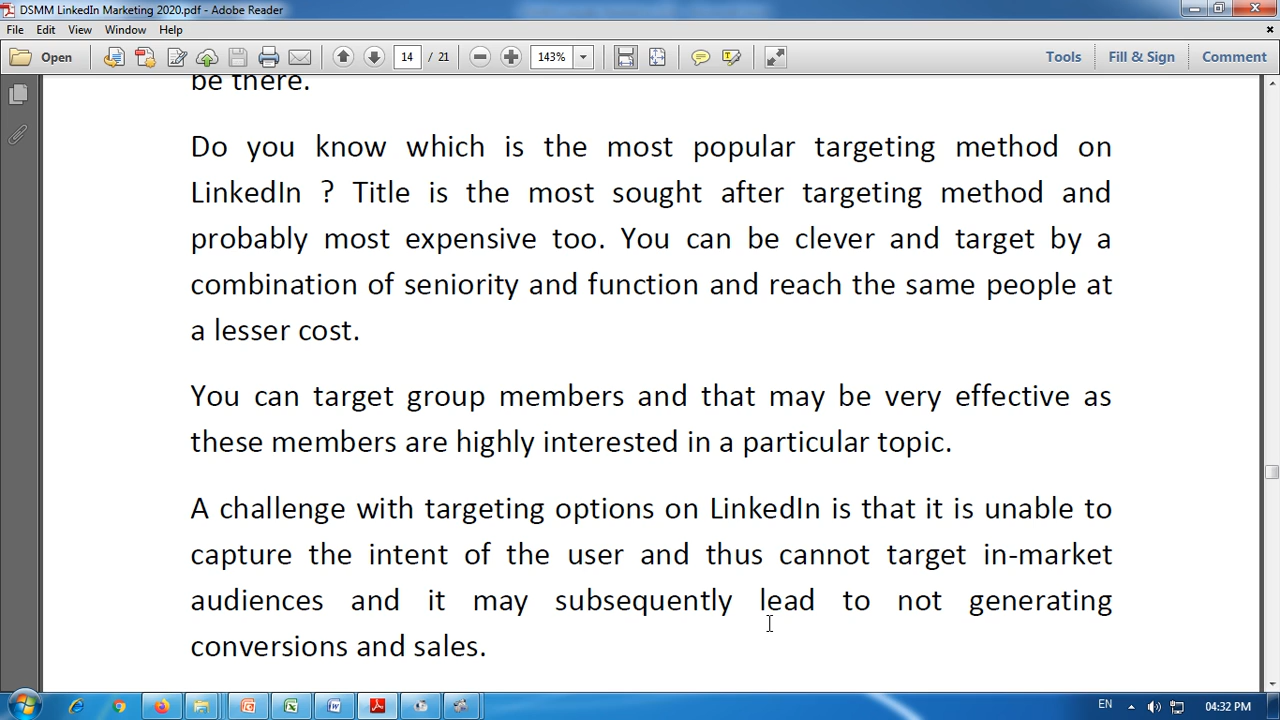 DSMM LinkedIn Marketing 2020.pdf - Adobe Reader
File Edit View Window Help
Open 14 / 21 143% Tools Fill & Sign Comment
be there.
Do you know which is the most popular targeting method on
LinkedIn ? Title is the most sought after targeting method and
probably most expensive too. You can be clever and target by a
combination of seniority and function and reach the same people at
a lesser cost.
You can target group members and that may be very effective as
these members are highly interested in a particular topic.
A challenge with targeting options on LinkedIn is that it is unable to
capture the intent of the user and thus cannot target in-market
audiences and it may subsequently lead to not generating
conversions and sales.
EN 04:32 PM